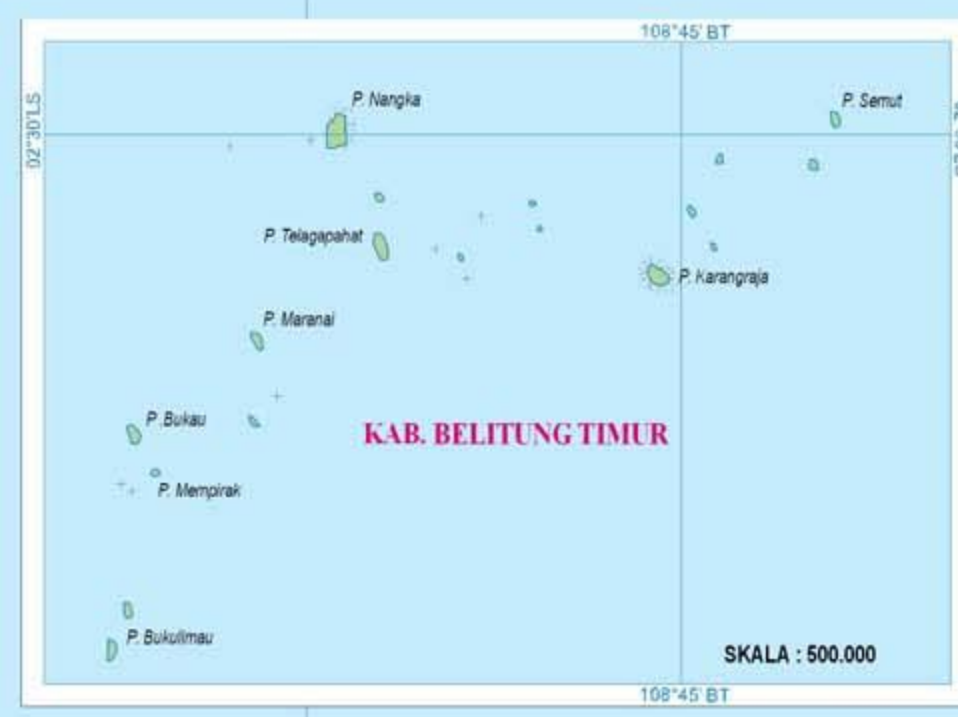 108°45' BT
P. Nangka
P. Semut
02°30'LS
P. Telagapahat
P. Karangraja
P. Maranai
P. Bukau
KAB. BELITUNG TIMUR
P. Mempirak
P. Bukulimau
SKALA : 500.000
108°45' BT